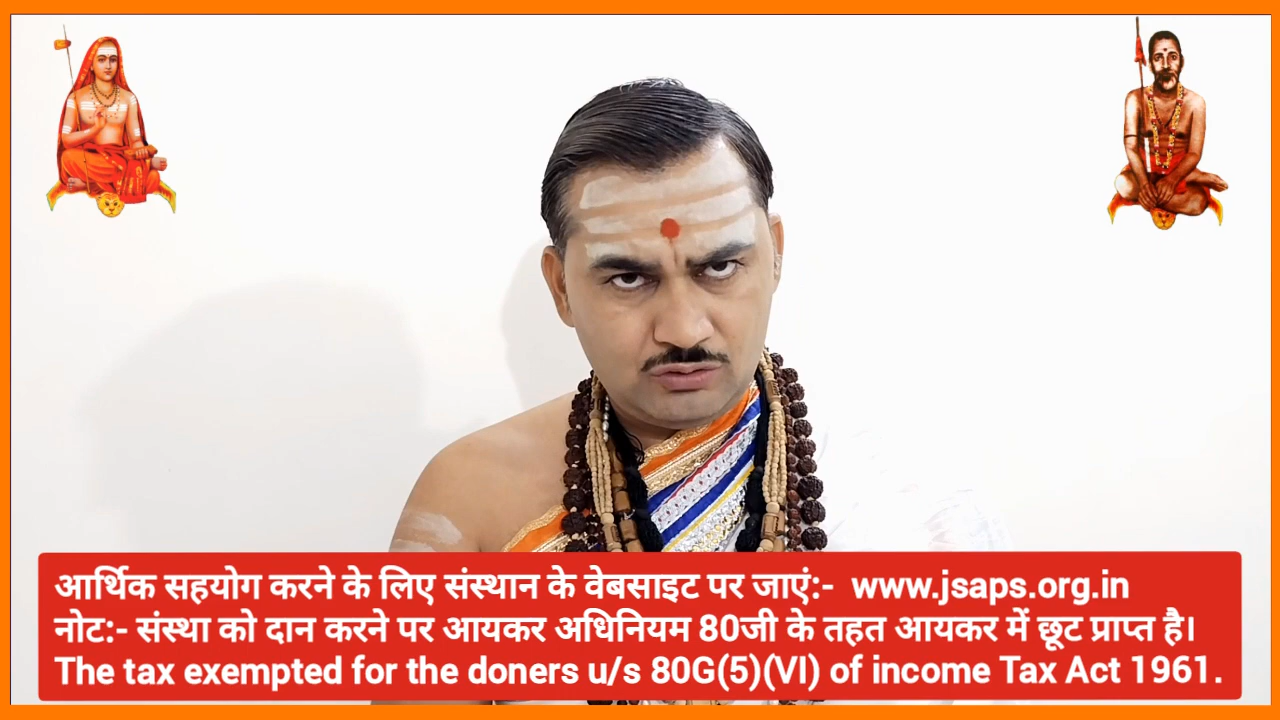 आर्थिक सहयोग करने के लिए संस्थान के वेबसाइट पर जाएं:- www.jsaps.org.in
नोट:- संस्था को दान करने पर आयकर अधिनियम 80जी के तहत आयकर में छूट प्राप्त है।
The tax exempted for the doners u/s 80G(5)(VI) of income Tax Act 1961.